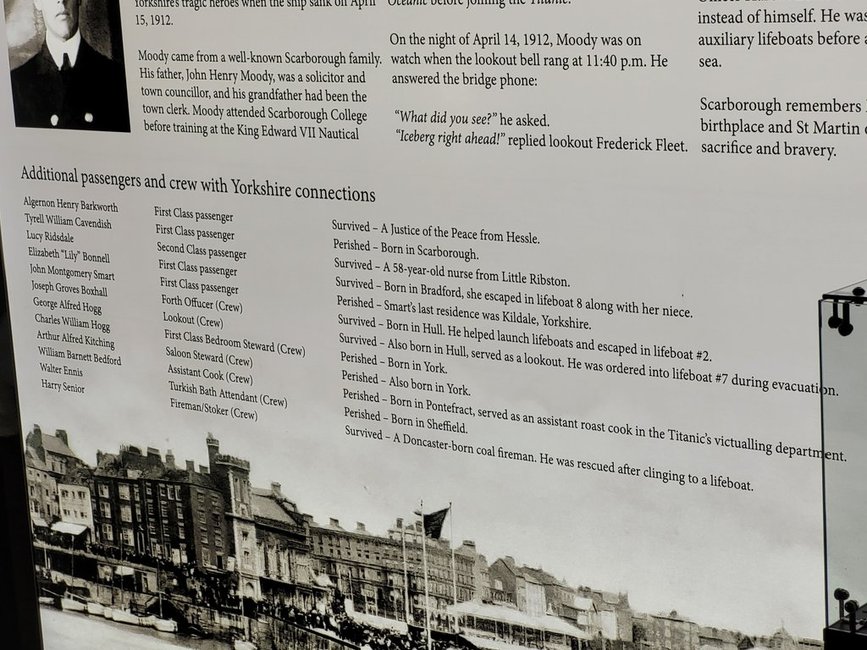 Yorkshire's tragic heroes when the ship sank on April
15, 1912.
Moody came from a well-known Scarborough family.
His father, John Henry Moody, was a solicitor and
town councillor, and his grandfather had been the
town clerk. Moody attended Scarborough College
before training at the King Edward VII Nautical
Oceanic before joining the Titanic.
On the night of April 14, 1912, Moody was on
watch when the lookout bell rang at 11:40 p.m. He
answered the bridge phone:
"What did you see?" he asked.
"Iceberg right ahead!" replied lookout Frederick Fleet.
instead of himself. He was
auxiliary lifeboats before a
sea.
Scarborough remembers
birthplace and St Martin
sacrifice and bravery.
Additional passengers and crew with Yorkshire connections
Algernon Henry Barkworth First Class passenger Survived – A Justice of the Peace from Hessle.
Tyrell William Cavendish First Class passenger Perished – Born in Scarborough.
Lucy Ridsdale Second Class passenger Survived – A 58-year-old nurse from Little Ribston.
Elizabeth "Lily" Bonnell First Class passenger Survived – Born in Bradford, she escaped in lifeboat 8 along with her niece.
John Montgomery Smart First Class passenger Perished – Smart's last residence was Kildale, Yorkshire.
Joseph Groves Boxhall Forth Offucer (Crew) Survived – Born in Hull. He helped launch lifeboats and escaped in lifeboat #2.
George Alfred Hogg Lookout (Crew) Survived – Also born in Hull, served as a lookout. He was ordered into lifeboat #7 during evacuation.
Charles William Hogg First Class Bedroom Steward (Crew) Perished – Born in York.
Arthur Alfred Kitching Saloon Steward (Crew) Perished – Also born in York.
William Barnett Bedford Assistant Cook (Crew) Perished – Born in Pontefract, served as an assistant roast cook in the Titanic's victualling department.
Walter Ennis Turkish Bath Attendant (Crew) Perished – Born in Sheffield.
Harry Senior Fireman/Stoker (Crew) Survived – A Doncaster-born coal fireman. He was rescued after clinging to a lifeboat.